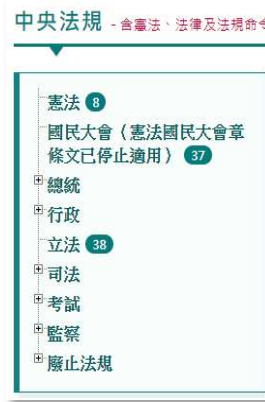 中央法規 - 含憲法、法律及法規命令
憲法 8
國民大會（憲法國民大會章
條文已停止適用） 37
總統
行政
立法 38
司法
考試
監察
廢止法規